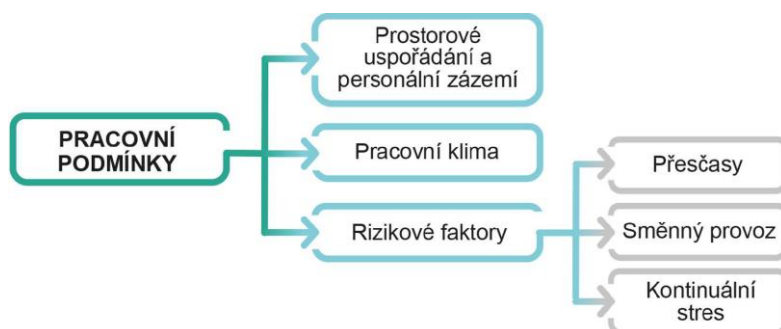 PRACOVNÍ
PODMÍNKY
Prostorové
uspořádání a
personální zázemí
Pracovní klima
Rizikové faktory
Přesčasy
Směnný provoz
Kontinuální
stres